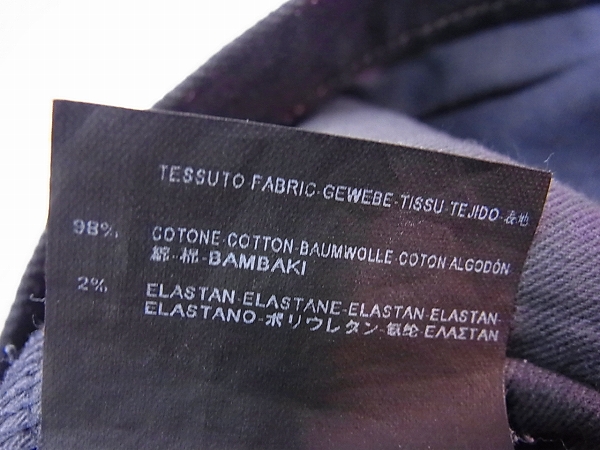 TESSUTO-FABRIC-GEWEBE-TISSU-TEJIDO-表地
98% COTONE-COTTON-BAUMWOLLE-COTON ALGODÓN
綿-棉-BAMBAKI
2% ELASTAN-ELASTANE-ELASTAN-ELASTAN-
ELASTANO-ポリウレタン-氨纶-ΕΛΑΣΤΑΝ